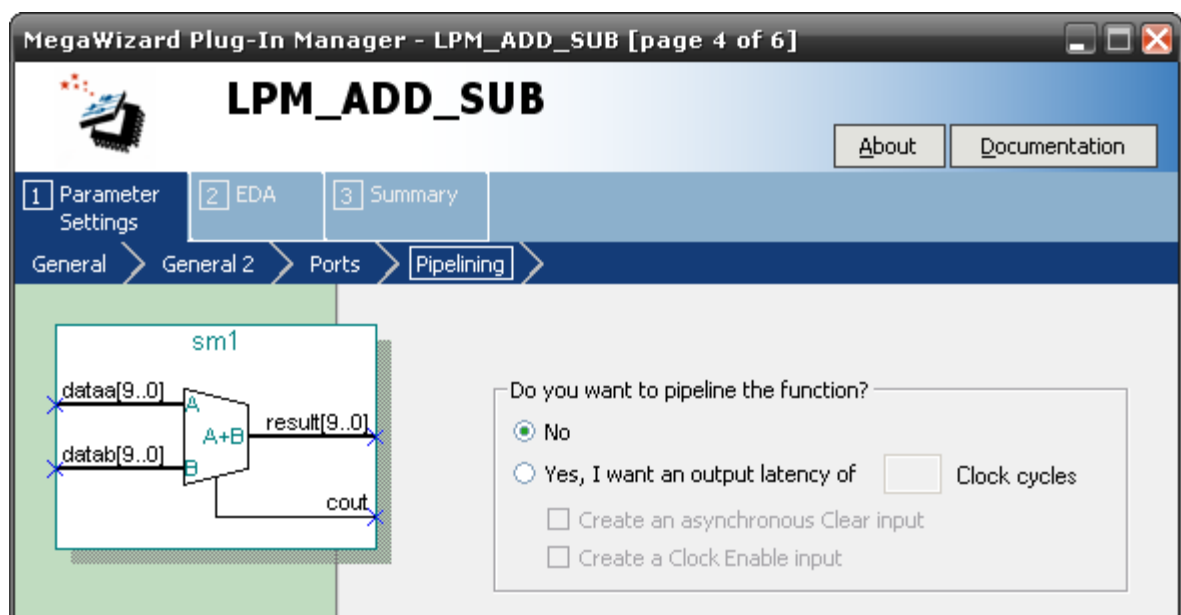 MegaWizard Plug-In Manager - LPM_ADD_SUB [page 4 of 6]
LPM_ADD_SUB
About
Documentation
1 Parameter Settings
2 EDA
3 Summary
General
General 2
Ports
Pipelining
sm1
dataa[9..0]
A
A+B
result[9..0]
datab[9..0]
B
cout
Do you want to pipeline the function?
No
Yes, I want an output latency of
Clock cycles
Create an asynchronous Clear input
Create a Clock Enable input